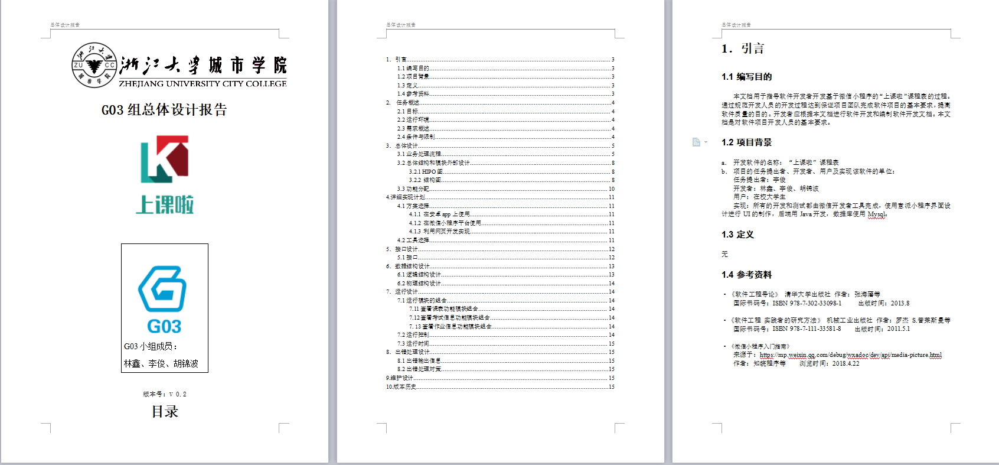 总体设计报告
浙江大学城市学院
ZU CC
城市学院
ZHEJIANG UNIVERSITY CITY COLLEGE
G03 组总体设计报告
上课啦
G03
G03 小组成员：
林鑫、李俊、胡锦波
版本号：V 0.2
目录
总体设计报告
1. 引言 3
1.1 编写目的 3
1.2 项目背景 3
1.3 定义 3
1.4 参考资料 3
2. 任务概述 4
2.1 目标 4
2.2 运行环境 4
2.3 需求概述 4
2.4 条件与限制 4
3. 总体设计 5
3.1 业务处理流程 5
3.2 总体结构和模块外部设计 8
3.2.1 HIPO 图 8
3.2.2 结构图 8
3.3 功能分配 10
4.详细实现计划 11
4.1 方案选择 11
4.1.1 在安卓 app 上使用 11
4.1.2 在微信小程序平台使用 11
4.1.3 利用网页开发实现 11
4.2 工具选择 11
5. 接口设计 12
5.1 接口 12
6. 数据结构设计 13
6.1 逻辑结构设计 13
6.2 物理结构设计 14
7. 运行设计 14
7.1 运行模块的组合 14
7.11 查看课表功能模块组合 14
7.12 查看考试信息功能模块组合 14
7. 13 查看作业信息功能模块组合 14
7.2 运行控制 14
7.3 运行时间 15
8. 出错处理设计 15
8.1 出错输出信息 15
8.2 出错处理对策 15
9.维护设计 15
10.版本历史 15
总体设计报告
1. 引言
1.1 编写目的
本文档用于指导软件开发者开发基于微信小程序的“上课啦”课程表的过程。
通过规范开发人员的开发过程达到保证项目团队完成软件项目的基本要求，提高
软件质量的目的。开发者应根据本文档进行软件开发和编制软件开发文档。本文
档是对软件项目开发人员的基本要求。
1.2 项目背景
a. 开发软件的名称：“上课啦”课程表
b. 项目的任务提出者、开发者、用户及实现该软件的单位：
任务提出者：李俊
开发者：林鑫、李俊、胡锦波
用户：在校大学生
实现：所有的开发和测试都由微信开发者工具完成，使用意派小程序界面设
计进行 UI 的制作，后端用 Java 开发，数据库使用 Mysql。
1.3 定义
无
1.4 参考资料
·《软件工程导论》 清华大学出版社 作者：张海藩等
国际书码号：ISBN 978-7-302-33098-1 出版时间：2013.8
·《软件工程 实践者的研究方法》 机械工业出版社 作者：罗杰 S.普莱斯曼等
国际书码号：ISBN 978-7-111-33581-8 出版时间：2011.5.1
·《微信小程序入门指南》
来源于：https://mp.weixin.qq.com/debug/wxadoc/dev/api/media-picture.html
作者：知晓程序等 浏览时间：2018.4.22